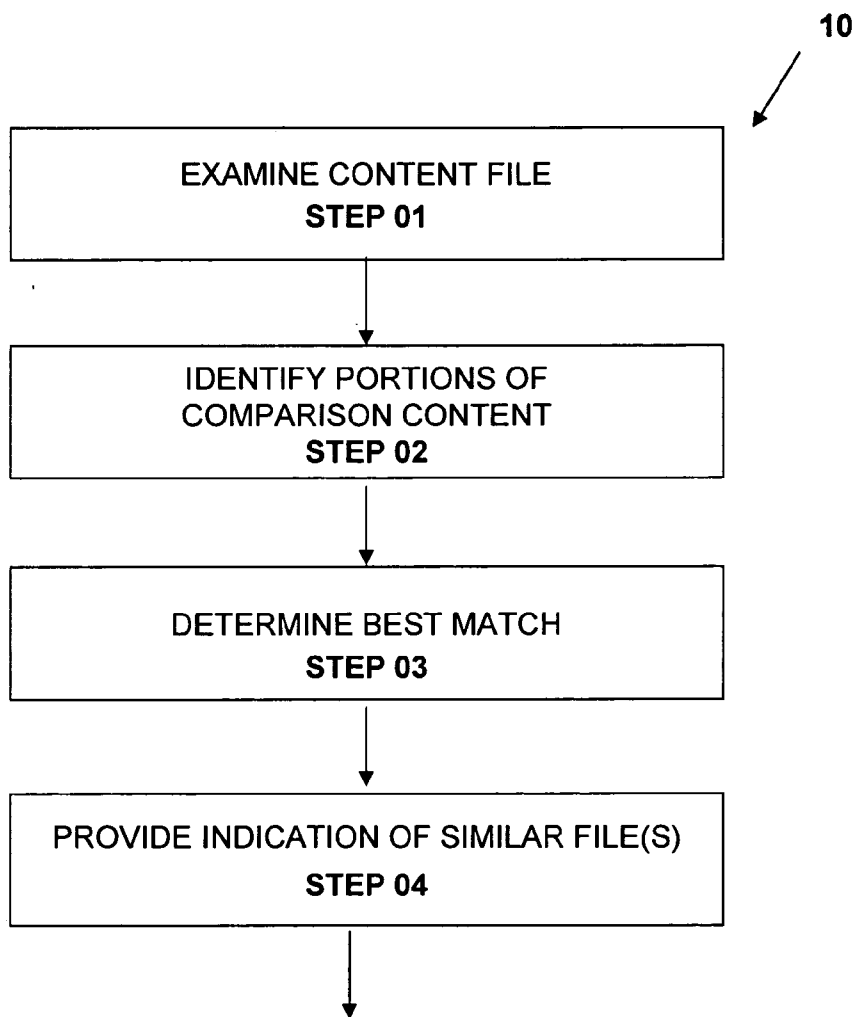 10
EXAMINE CONTENT FILE
STEP 01
IDENTIFY PORTIONS OF
COMPARISON CONTENT
STEP 02
DETERMINE BEST MATCH
STEP 03
PROVIDE INDICATION OF SIMILAR FILE(S)
STEP 04